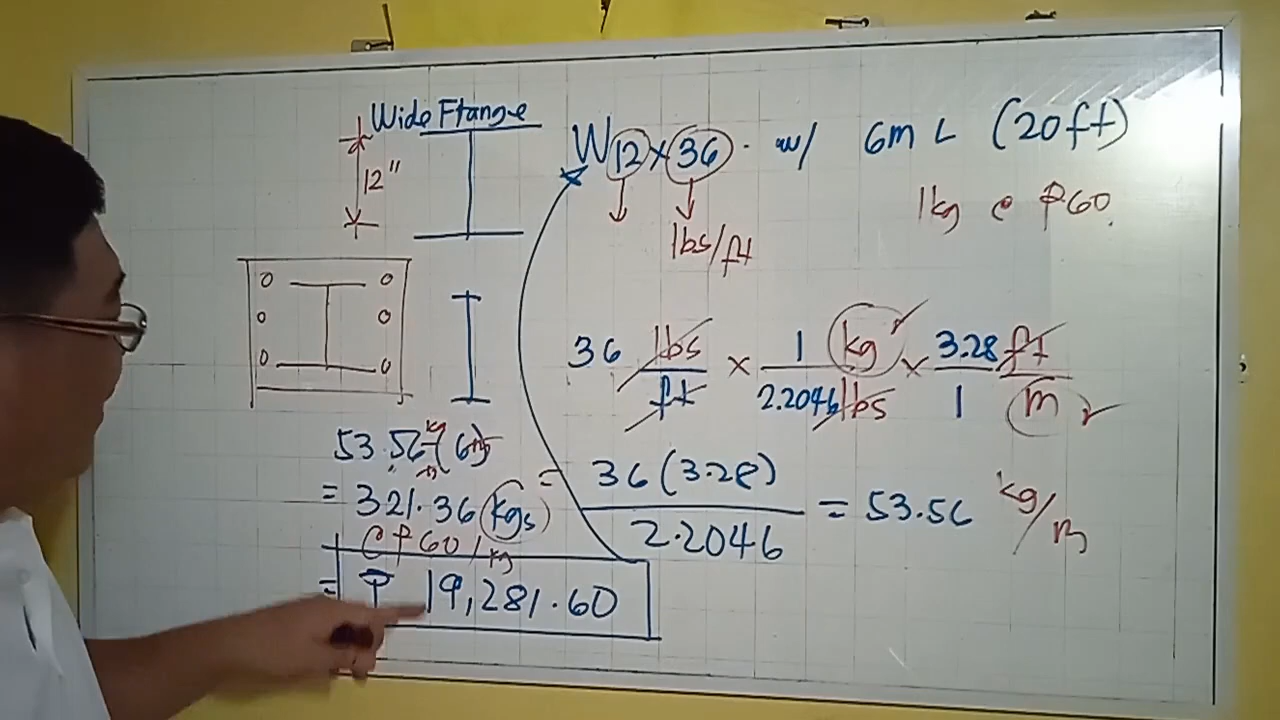 Wide Flange
12"
W12x36. w/ 6m L (20ft)
lbs/ft
1kg @ ₱60.
36 lbs/ft x 1 kg/2.2046 lbs x 3.28 ft/1 m
= 36(3.28)/2.2046 = 53.56 kg/m
53.56 kg/m (6m)
= 321.36 kgs
@ ₱60/kg
= ₱ 19,281.60